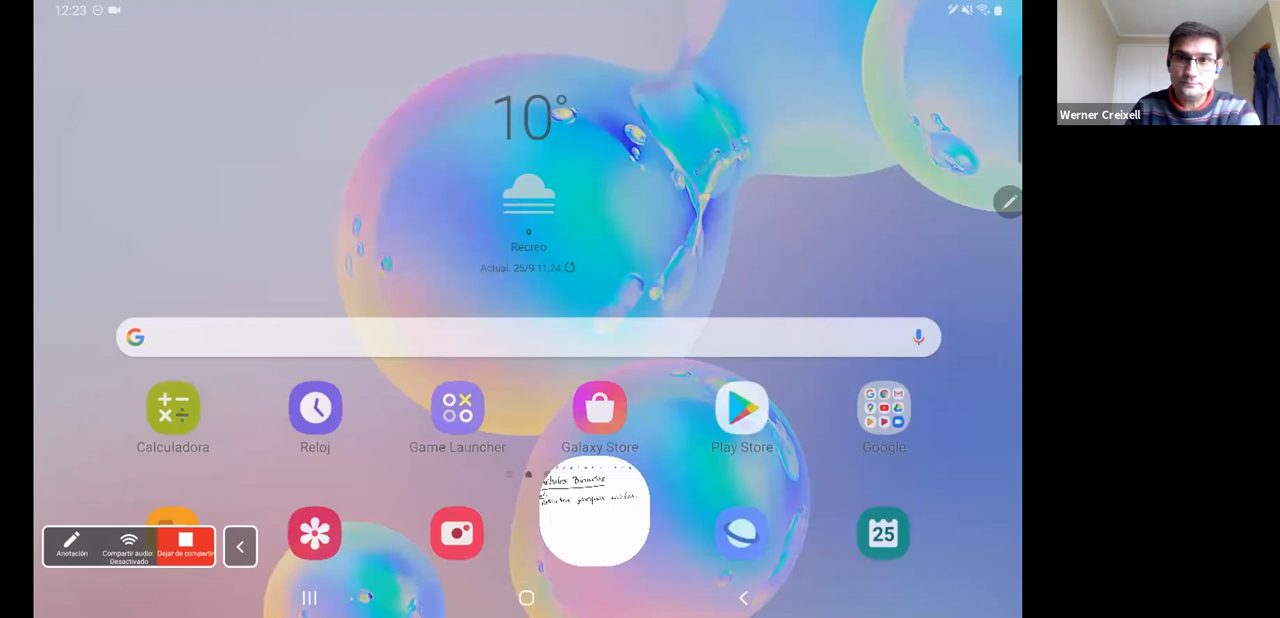 12:23
Werner Creixell
10°
Recreo
Actual. 25/9 11:24
Calculadora
Reloj
Game Launcher
Galaxy Store
Play Store
Google
Binarios
Anotación
Compartir audio:
Desactivado
Dejar de compartir
25